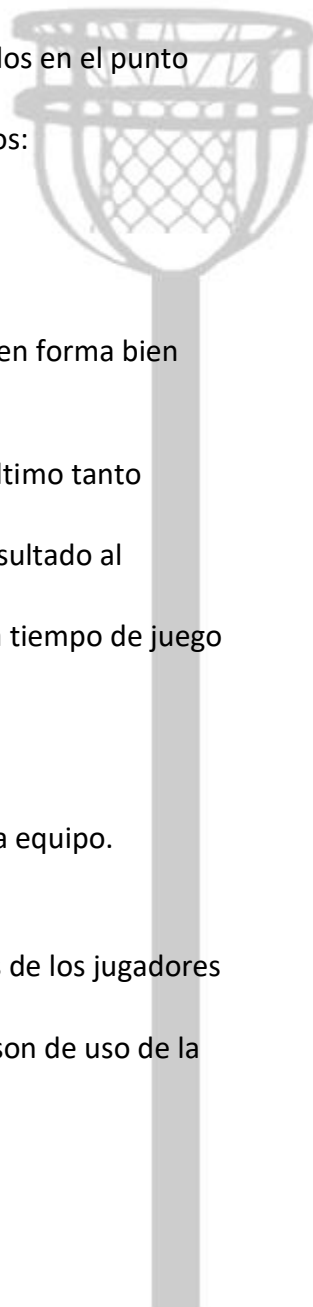 los en el punto
os:
en forma bien
ltimo tanto
sultado al
tiempo de juego
a equipo.
de los jugadores
son de uso de la